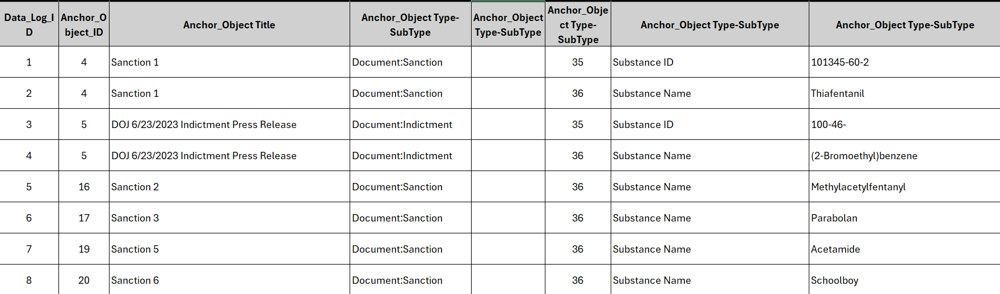 Data_Log_I
D
Anchor_O
bject_ID
Anchor_Object Title
Anchor_Object Type-
SubType
Anchor_Object
Type-SubType
Anchor_Obje
ct Type-
SubType
Anchor_Object Type-SubType
Anchor_Object Type-SubType
1 4 Sanction 1 Document:Sanction 35 Substance ID 101345-60-2
2 4 Sanction 1 Document:Sanction 36 Substance Name Thiafentanil
3 5 DOJ 6/23/2023 Indictment Press Release Document:Indictment 35 Substance ID 100-46-
4 5 DOJ 6/23/2023 Indictment Press Release Document:Indictment 36 Substance Name (2-Bromoethyl)benzene
5 16 Sanction 2 Document:Sanction 36 Substance Name Methylacetylfentanyl
6 17 Sanction 3 Document:Sanction 36 Substance Name Parabolan
7 19 Sanction 5 Document:Sanction 36 Substance Name Acetamide
8 20 Sanction 6 Document:Sanction 36 Substance Name Schoolboy